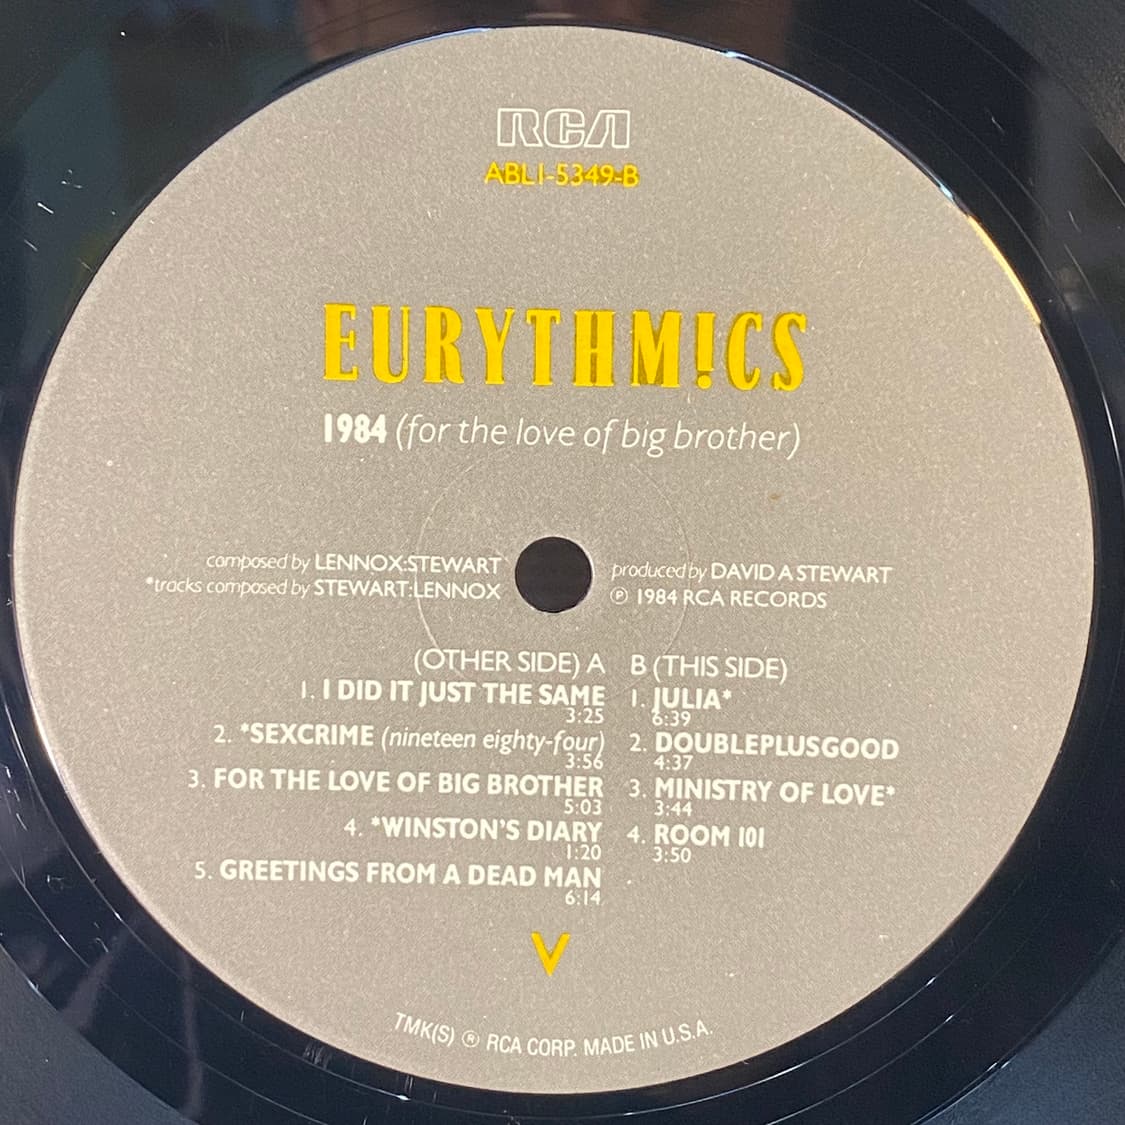 RCA
ABL1-5349-B
EURYTHM!CS
1984 (for the love of big brother)
composed by LENNOX:STEWART
*tracks composed by STEWART:LENNOX
produced by DAVID A STEWART
℗ 1984 RCA RECORDS
(OTHER SIDE) A
1. I DID IT JUST THE SAME
3:25
2. *SEXCRIME (nineteen eighty-four)
3:56
3. FOR THE LOVE OF BIG BROTHER
5:03
4. *WINSTON'S DIARY
1:20
5. GREETINGS FROM A DEAD MAN
6:14
B (THIS SIDE)
1. JULIA*
6:39
2. DOUBLEPLUSGOOD
4:37
3. MINISTRY OF LOVE*
3:44
4. ROOM 101
3:50
V
TMK(S) ® RCA CORP. MADE IN U.S.A.